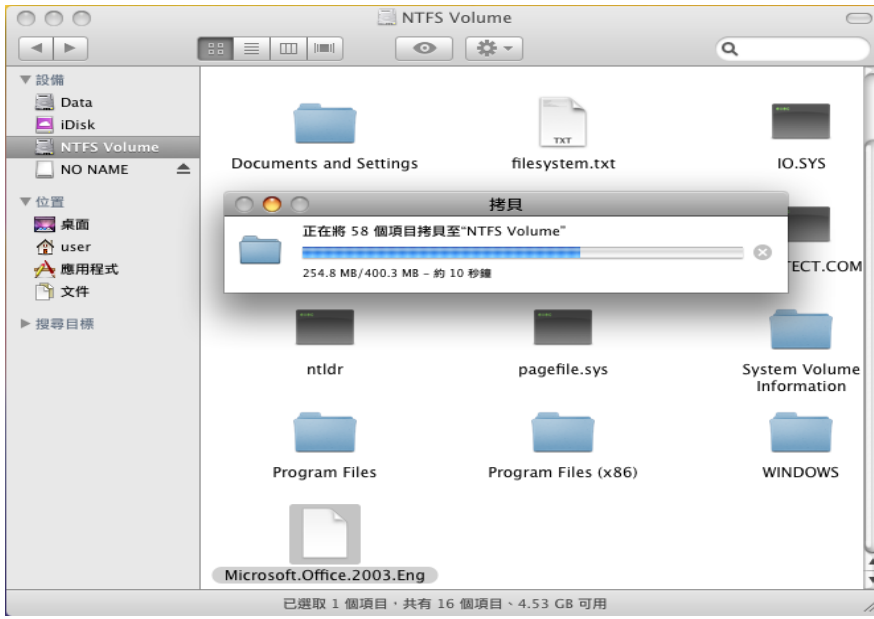 NTFS Volume
設備
Data
iDisk
NTFS Volume
NO NAME
位置
桌面
user
應用程式
文件
搜尋目標
Documents and Settings
TXT
filesystem.txt
IO.SYS
拷貝
正在將 58 個項目拷貝至“NTFS Volume”
254.8 MB/400.3 MB – 約 10 秒鐘
TECT.COM
ntldr
pagefile.sys
System Volume
Information
Program Files
Program Files (x86)
WINDOWS
Microsoft.Office.2003.Eng
已選取 1 個項目，共有 16 個項目、4.53 GB 可用